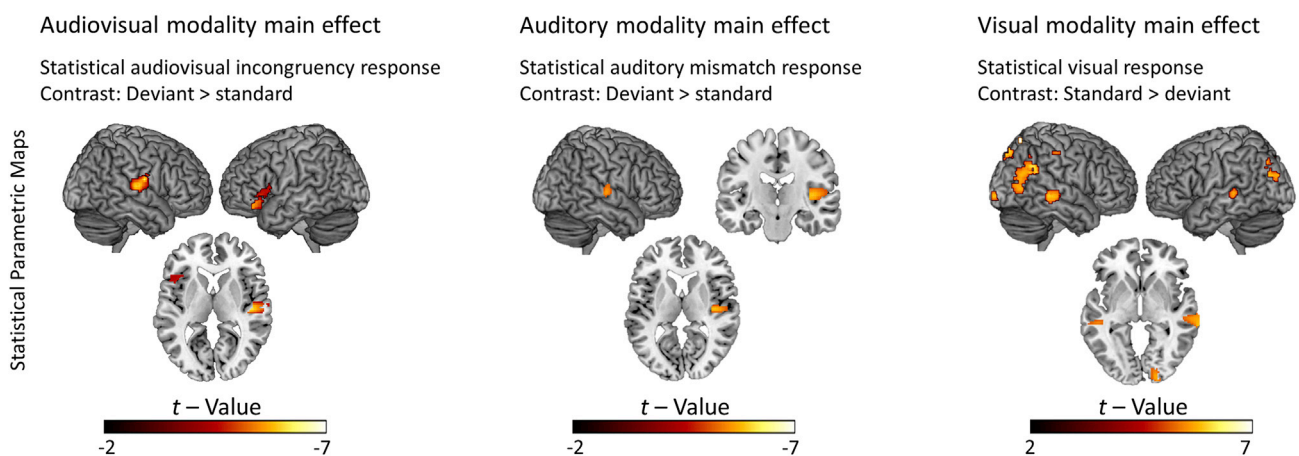 Audiovisual modality main effect
Statistical audiovisual incongruency response
Contrast: Deviant > standard
Auditory modality main effect
Statistical auditory mismatch response
Contrast: Deviant > standard
Visual modality main effect
Statistical visual response
Contrast: Standard > deviant
Statistical Parametric Maps
t – Value
-2 -7
t – Value
-2 -7
t – Value
2 7